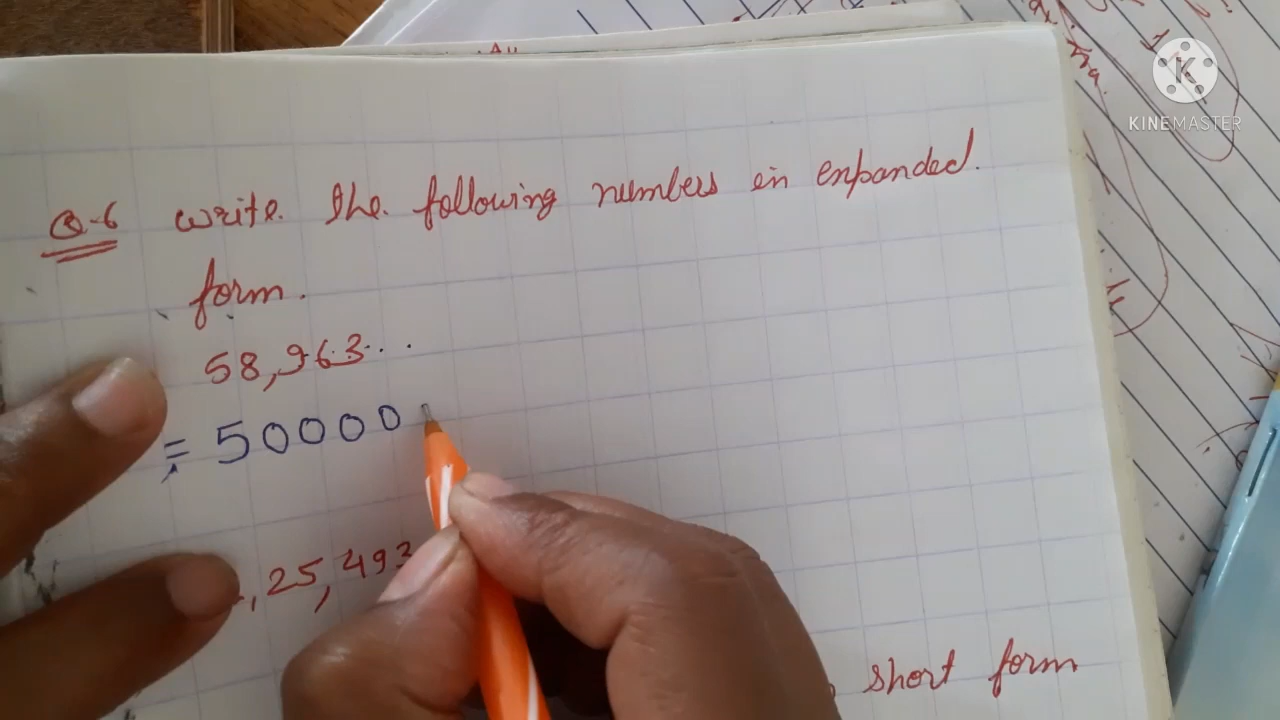 KINEMASTER
Q-6 Write the following numbers in expanded
form.
58,963
= 50000
,25,493
short form